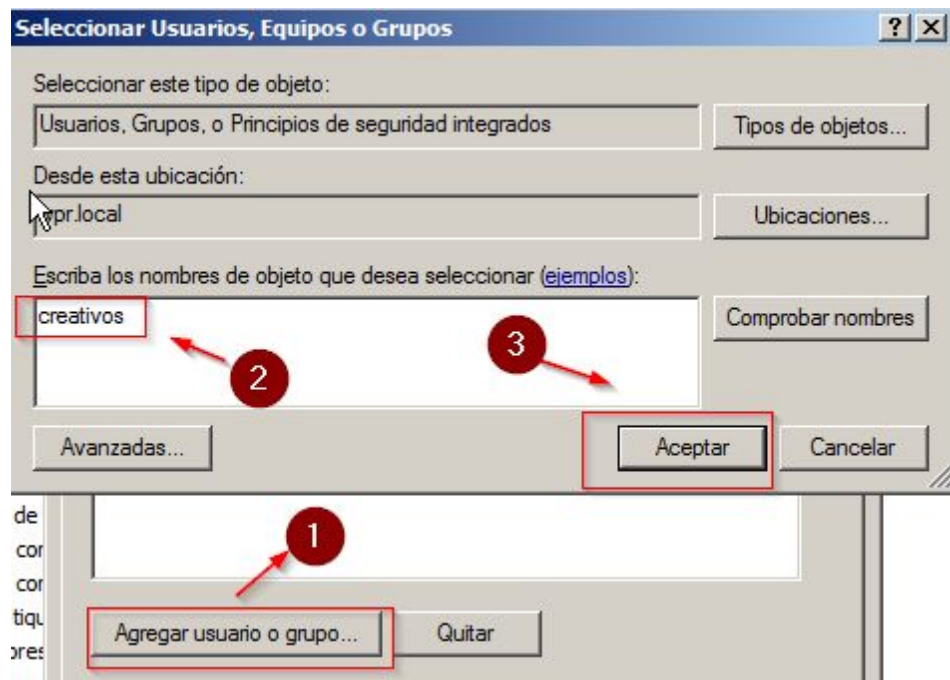 Seleccionar Usuarios, Equipos o Grupos
Seleccionar este tipo de objeto:
Usuarios, Grupos, o Principios de seguridad integrados
Tipos de objetos...
Desde esta ubicación:
pr.local
Ubicaciones...
Escriba los nombres de objeto que desea seleccionar (ejemplos):
creativos
Comprobar nombres
3
2
Avanzadas...
Aceptar
Cancelar
de
1
Agregar usuario o grupo...
Quitar